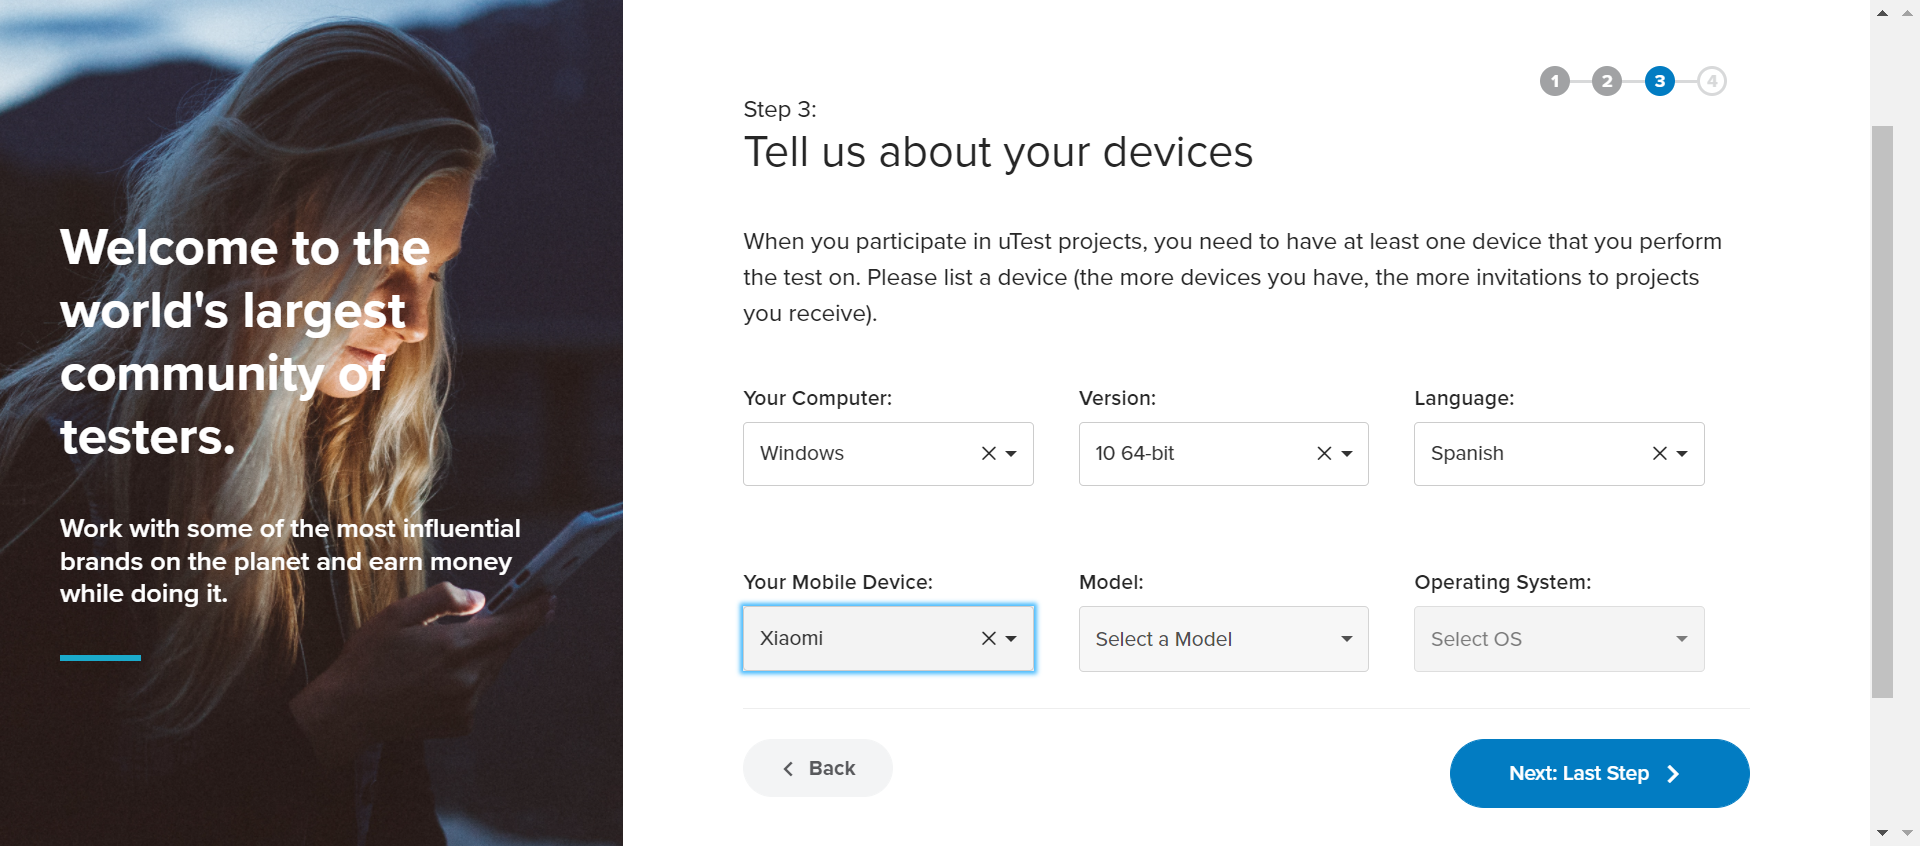 Welcome to the
world's largest
community of
testers.
Work with some of the most influential
brands on the planet and earn money
while doing it.
1 2 3 4
Step 3:
Tell us about your devices
When you participate in uTest projects, you need to have at least one device that you perform
the test on. Please list a device (the more devices you have, the more invitations to projects
you receive).
Your Computer: Version: Language:
Windows 10 64-bit Spanish
Your Mobile Device: Model: Operating System:
Xiaomi Select a Model Select OS
Back Next: Last Step